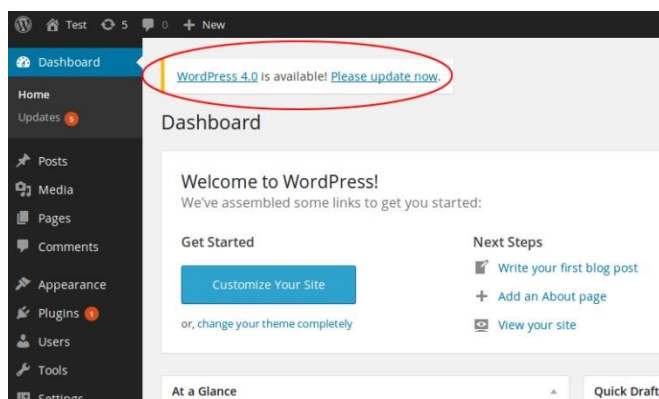 Test 5 0 New
Dashboard
WordPress 4.0 is available! Please update now.
Home
Updates 5
Dashboard
Posts
Media
Pages
Comments
Appearance
Plugins 1
Users
Tools
Settings
Welcome to WordPress!
We've assembled some links to get you started:
Get Started
Customize Your Site
or, change your theme completely
Next Steps
Write your first blog post
Add an About page
View your site
At a Glance
Quick Draft